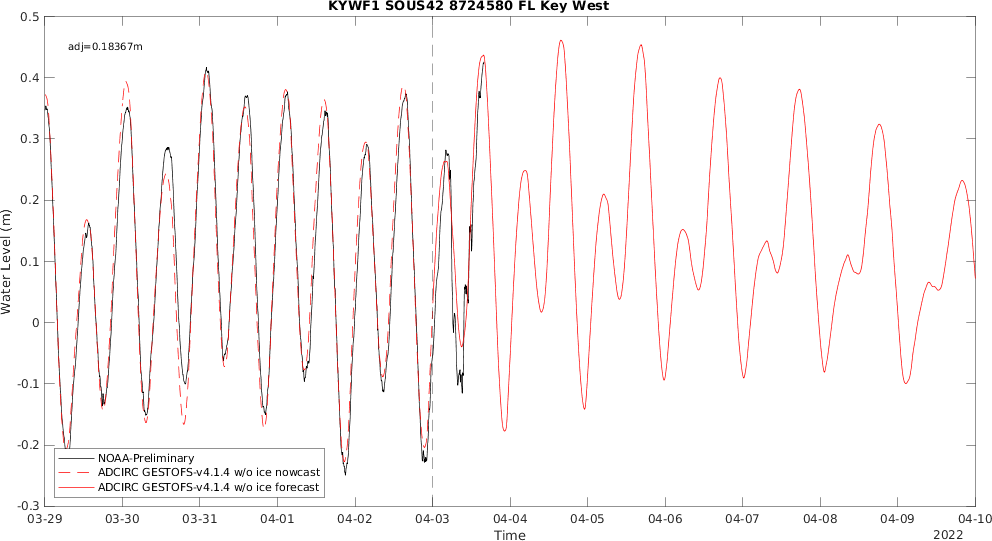 KYWF1 SOUS42 8724580 FL Key West
adj=0.18367m
0.5
0.4
0.3
0.2
0.1
0
-0.1
-0.2
-0.3
Water Level (m)
NOAA-Preliminary
ADCIRC GESTOFS-v4.1.4 w/o ice nowcast
ADCIRC GESTOFS-v4.1.4 w/o ice forecast
03-29 03-30 03-31 04-01 04-02 04-03 04-04 04-05 04-06 04-07 04-08 04-09 04-10
Time
2022